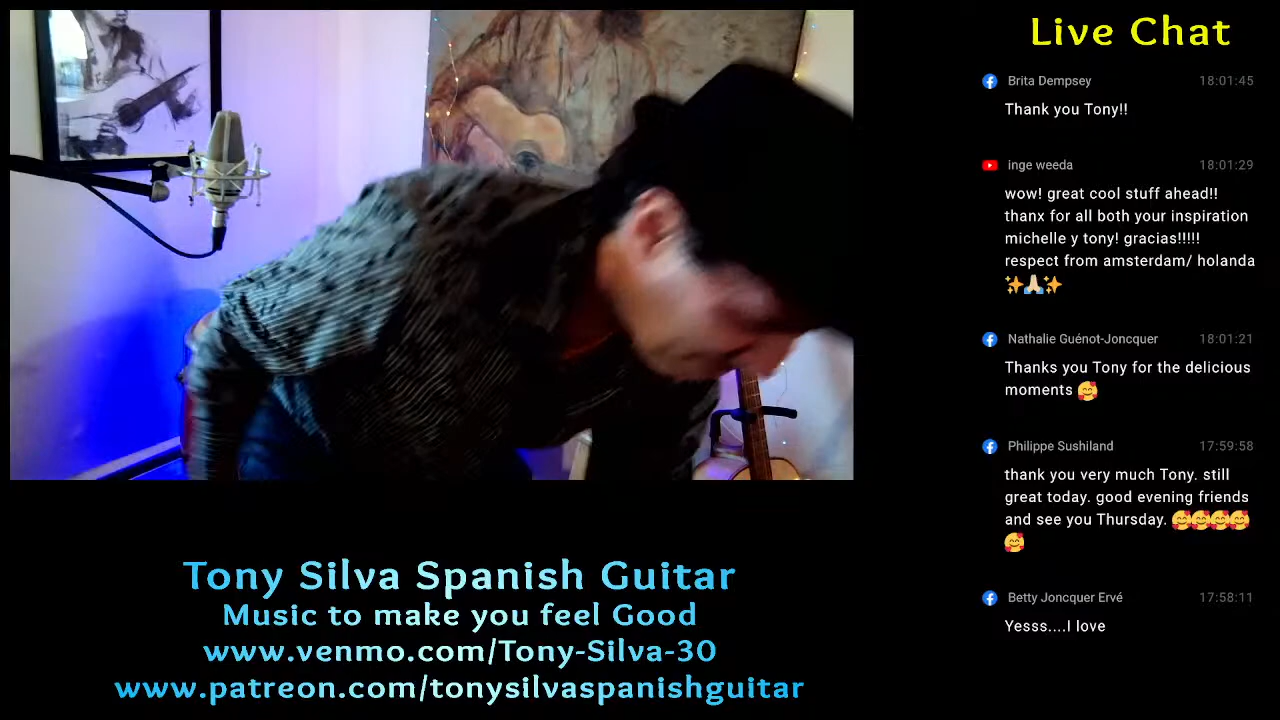 Live Chat
Brita Dempsey 18:01:45
Thank you Tony!!
inge weeda 18:01:29
wow! great cool stuff ahead!!
thanx for all both your inspiration
michelle y tony! gracias!!!!!
respect from amsterdam/ holanda
✨🙏🏻✨
Nathalie Guénot-Joncquer 18:01:21
Thanks you Tony for the delicious
moments 🥰
Philippe Sushiland 17:59:58
thank you very much Tony. still
great today. good evening friends
and see you Thursday. 🥰🥰🥰🥰
🥰
Betty Joncquer Ervé 17:58:11
Yesss....I love
Tony Silva Spanish Guitar
Music to make you feel Good
www.venmo.com/Tony-Silva-30
www.patreon.com/tonysilvaspanishguitar